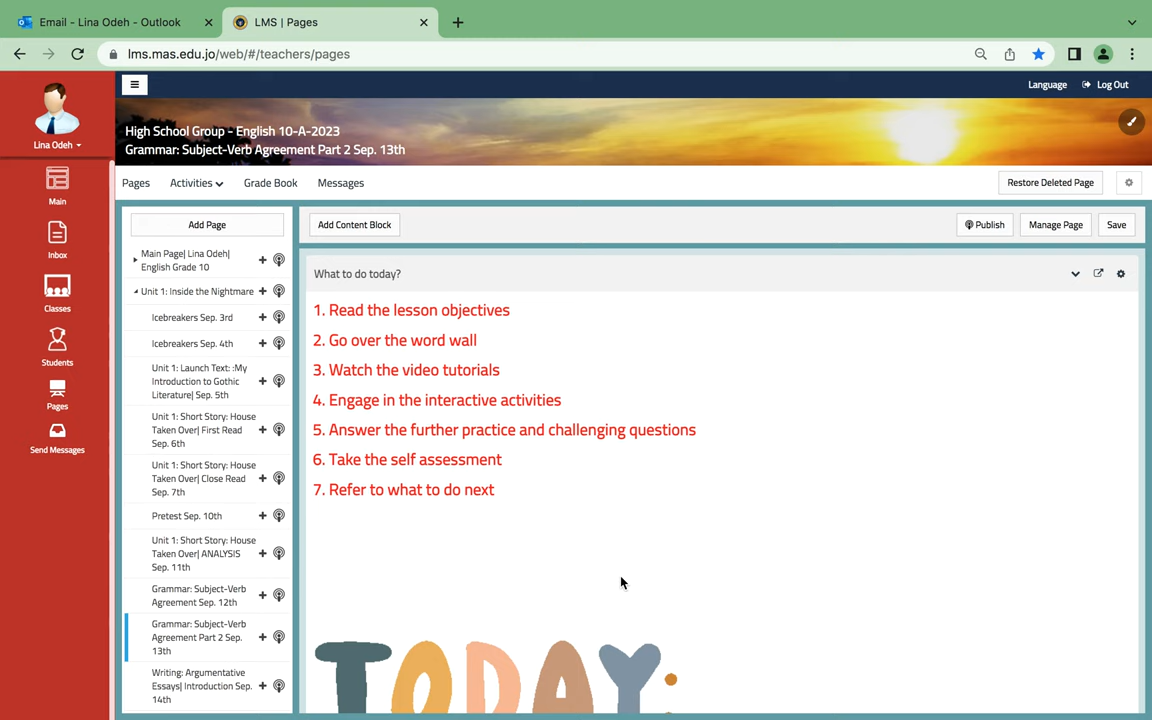 Email - Lina Odeh - Outlook
LMS | Pages
lms.mas.edu.jo/web/#/teachers/pages
Lina Odeh
Main
Inbox
Classes
Students
Pages
Send Messages
Language
Log Out
High School Group - English 10-A-2023
Grammar: Subject-Verb Agreement Part 2 Sep. 13th
Pages
Activities
Grade Book
Messages
Restore Deleted Page
Add Page
Main Page| Lina Odeh|
English Grade 10
Unit 1: Inside the Nightmare
Icebreakers Sep. 3rd
Icebreakers Sep. 4th
Unit 1: Launch Text: :My
Introduction to Gothic
Literature| Sep. 5th
Unit 1: Short Story: House
Taken Over| First Read
Sep. 6th
Unit 1: Short Story: House
Taken Over| Close Read
Sep. 7th
Pretest Sep. 10th
Unit 1: Short Story: House
Taken Over| ANALYSIS
Sep. 11th
Grammar: Subject-Verb
Agreement Sep. 12th
Grammar: Subject-Verb
Agreement Part 2 Sep.
13th
Writing: Argumentative
Essays| Introduction Sep.
14th
Add Content Block
Publish
Manage Page
Save
What to do today?
1. Read the lesson objectives
2. Go over the word wall
3. Watch the video tutorials
4. Engage in the interactive activities
5. Answer the further practice and challenging questions
6. Take the self assessment
7. Refer to what to do next
TODAY: